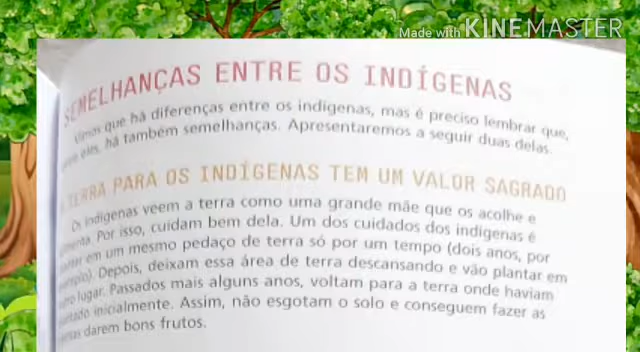 Made with KINEMASTER
SEMELHANÇAS ENTRE OS INDÍGENAS
Vimos que há diferenças entre os indígenas, mas é preciso lembrar que,
entre eles, há também semelhanças. Apresentaremos a seguir duas delas.
A TERRA PARA OS INDÍGENAS TEM UM VALOR SAGRADO
Os indígenas veem a terra como uma grande mãe que os acolhe e
alimenta. Por isso, cuidam bem dela. Um dos cuidados dos indígenas é
plantar em um mesmo pedaço de terra só por um tempo (dois anos, por
exemplo). Depois, deixam essa área de terra descansando e vão plantar em
outro lugar. Passados mais alguns anos, voltam para a terra onde haviam
plantado inicialmente. Assim, não esgotam o solo e conseguem fazer as
plantas darem bons frutos.